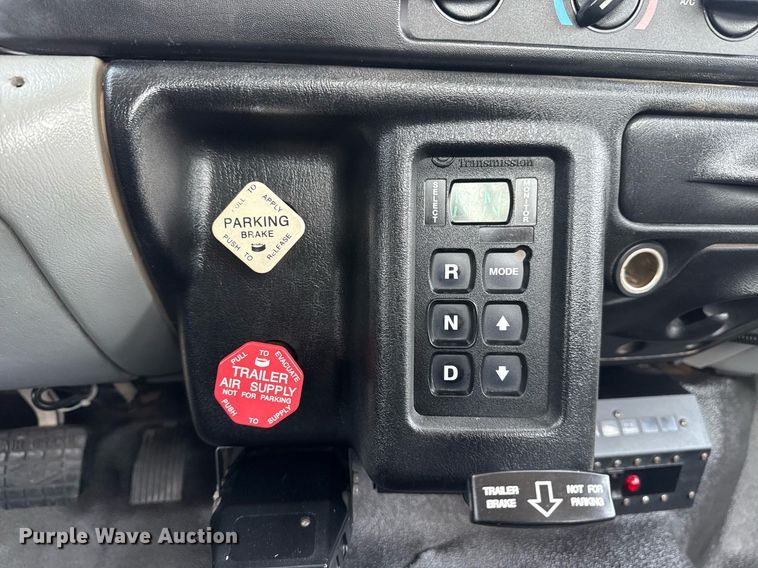 A/C
Transmission
SELECT
MONITOR
PULL TO APPLY
PARKING
BRAKE
PUSH TO RELEASE
R
MODE
N
D
PULL TO EVACUATE
TRAILER
AIR SUPPLY
NOT FOR PARKING
PUSH TO SUPPLY
TRAILER
BRAKE
NOT FOR
PARKING
Purple Wave Auction